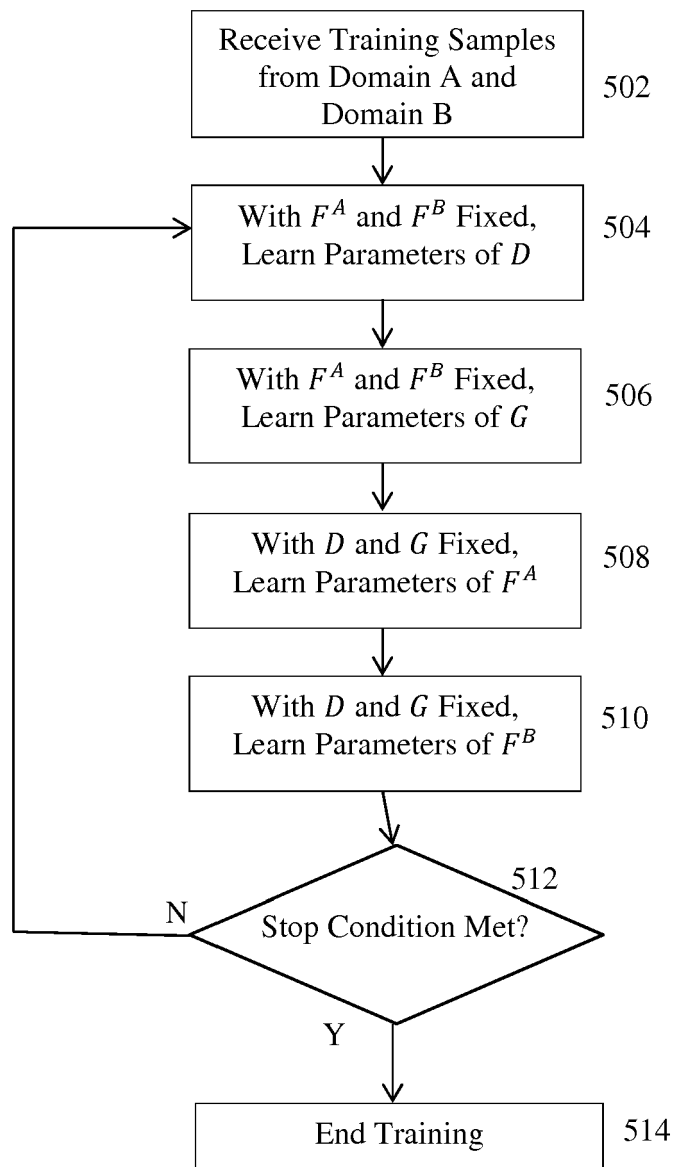 Receive Training Samples
from Domain A and
Domain B
502
With F^A and F^B Fixed,
Learn Parameters of D
504
With F^A and F^B Fixed,
Learn Parameters of G
506
With D and G Fixed,
Learn Parameters of F^A
508
With D and G Fixed,
Learn Parameters of F^B
510
512
N
Stop Condition Met?
Y
End Training
514